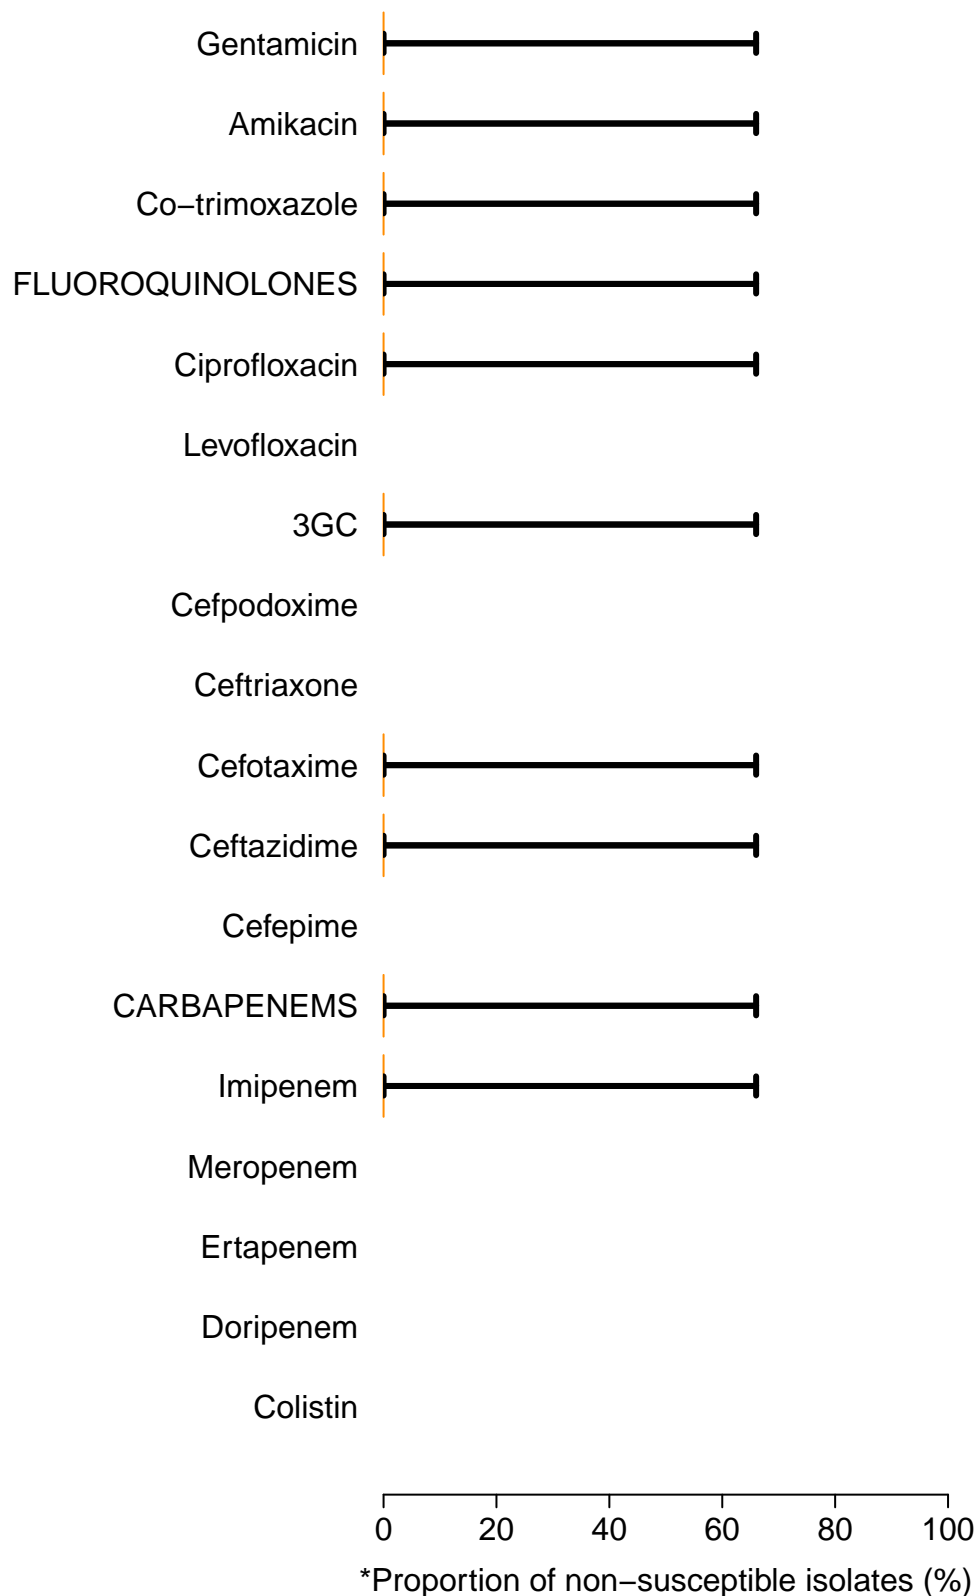 Gentamicin
Amikacin
Co−trimoxazole
FLUOROQUINOLONES
Ciprofloxacin
Levofloxacin
3GC
Cefpodoxime
Ceftriaxone
Cefotaxime
Ceftazidime
Cefepime
CARBAPENEMS
Imipenem
Meropenem
Ertapenem
Doripenem
Colistin
0 20 40 60 80 100
*Proportion of non−susceptible isolates (%)